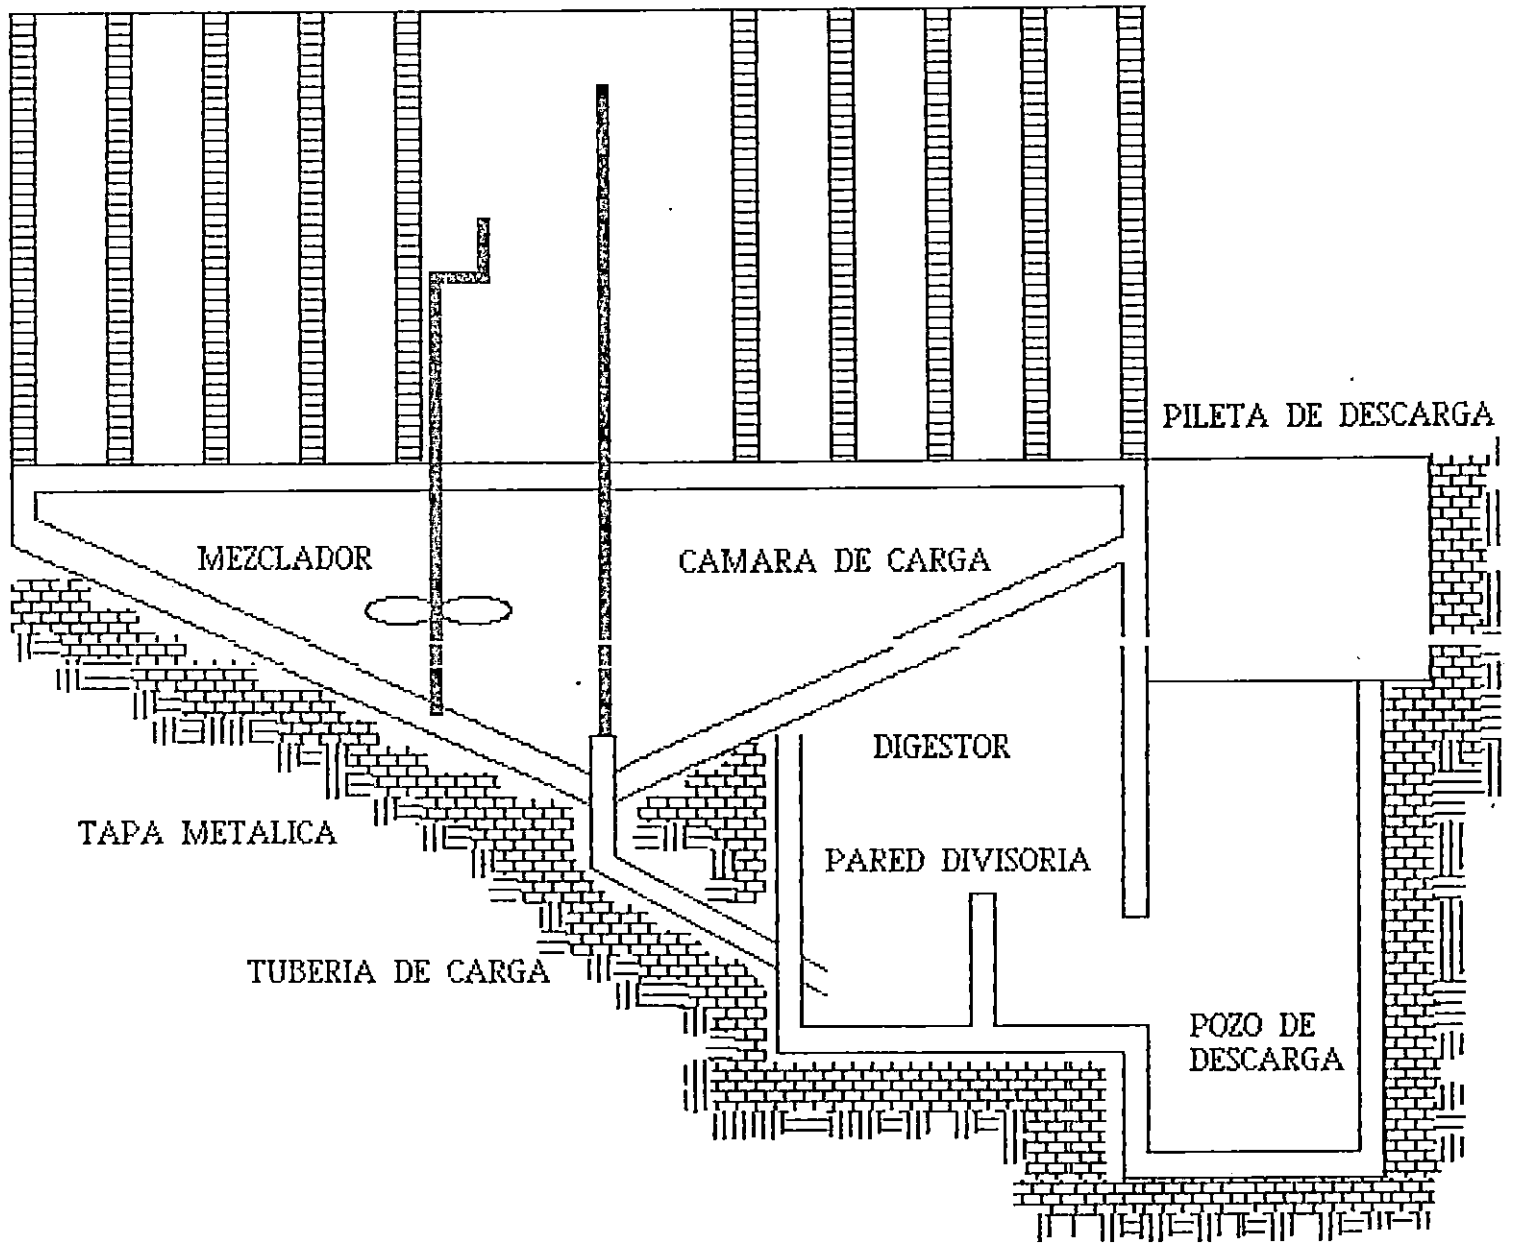 PILETA DE DESCARGA
MEZCLADOR
CAMARA DE CARGA
DIGESTOR
TAPA METALICA
PARED DIVISORIA
TUBERIA DE CARGA
POZO DE
DESCARGA